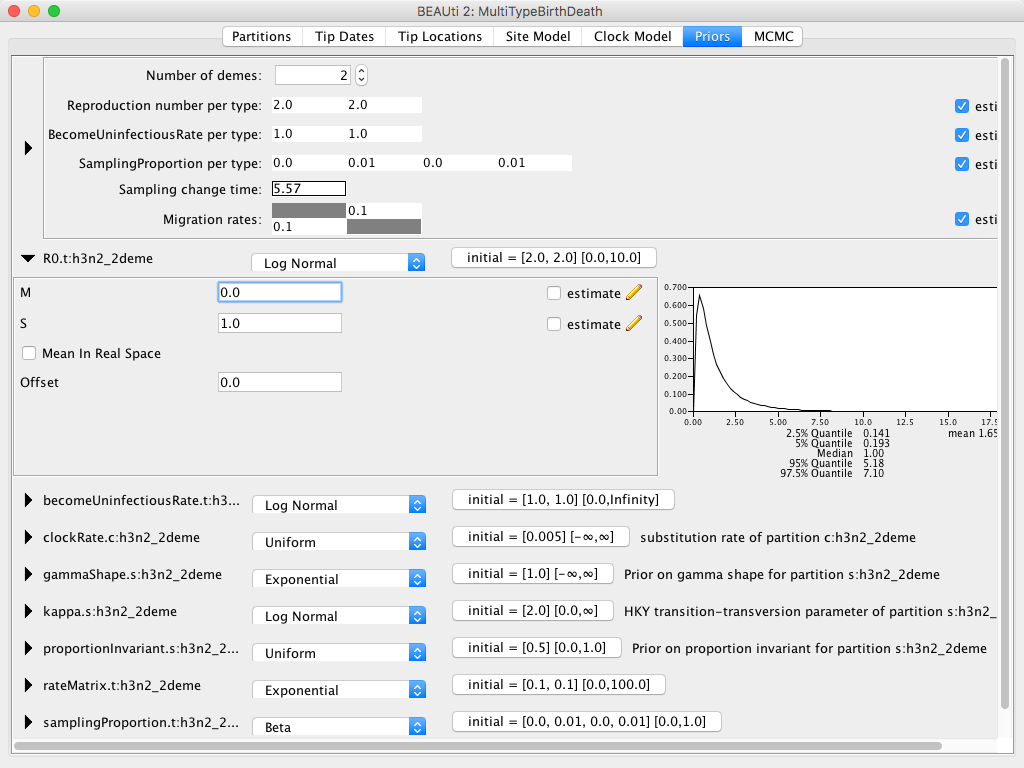 BEAUti 2: MultiTypeBirthDeath
Partitions Tip Dates Tip Locations Site Model Clock Model Priors MCMC
Number of demes: 2
Reproduction number per type: 2.0 2.0 esti
BecomeUninfectiousRate per type: 1.0 1.0 esti
SamplingProportion per type: 0.0 0.01 0.0 0.01 esti
Sampling change time: 5.57
Migration rates: 0.1 esti
0.1
R0.t:h3n2_2deme Log Normal initial = [2.0, 2.0] [0.0,10.0]
M 0.0 estimate
S 1.0 estimate
Mean In Real Space
Offset 0.0
0.700
0.600
0.500
0.400
0.300
0.200
0.100
0.00
0.00 2.50 5.00 7.50 10.0 12.5 15.0 17.5
2.5% Quantile 0.141 mean 1.65
5% Quantile 0.193
Median 1.00
95% Quantile 5.18
97.5% Quantile 7.10
becomeUninfectiousRate.t:h3... Log Normal initial = [1.0, 1.0] [0.0,Infinity]
clockRate.c:h3n2_2deme Uniform initial = [0.005] [-∞,∞] substitution rate of partition c:h3n2_2deme
gammaShape.s:h3n2_2deme Exponential initial = [1.0] [-∞,∞] Prior on gamma shape for partition s:h3n2_2deme
kappa.s:h3n2_2deme Log Normal initial = [2.0] [0.0,∞] HKY transition-transversion parameter of partition s:h3n2_
proportionInvariant.s:h3n2_2... Uniform initial = [0.5] [0.0,1.0] Prior on proportion invariant for partition s:h3n2_2deme
rateMatrix.t:h3n2_2deme Exponential initial = [0.1, 0.1] [0.0,100.0]
samplingProportion.t:h3n2_2... Beta initial = [0.0, 0.01, 0.0, 0.01] [0.0,1.0]